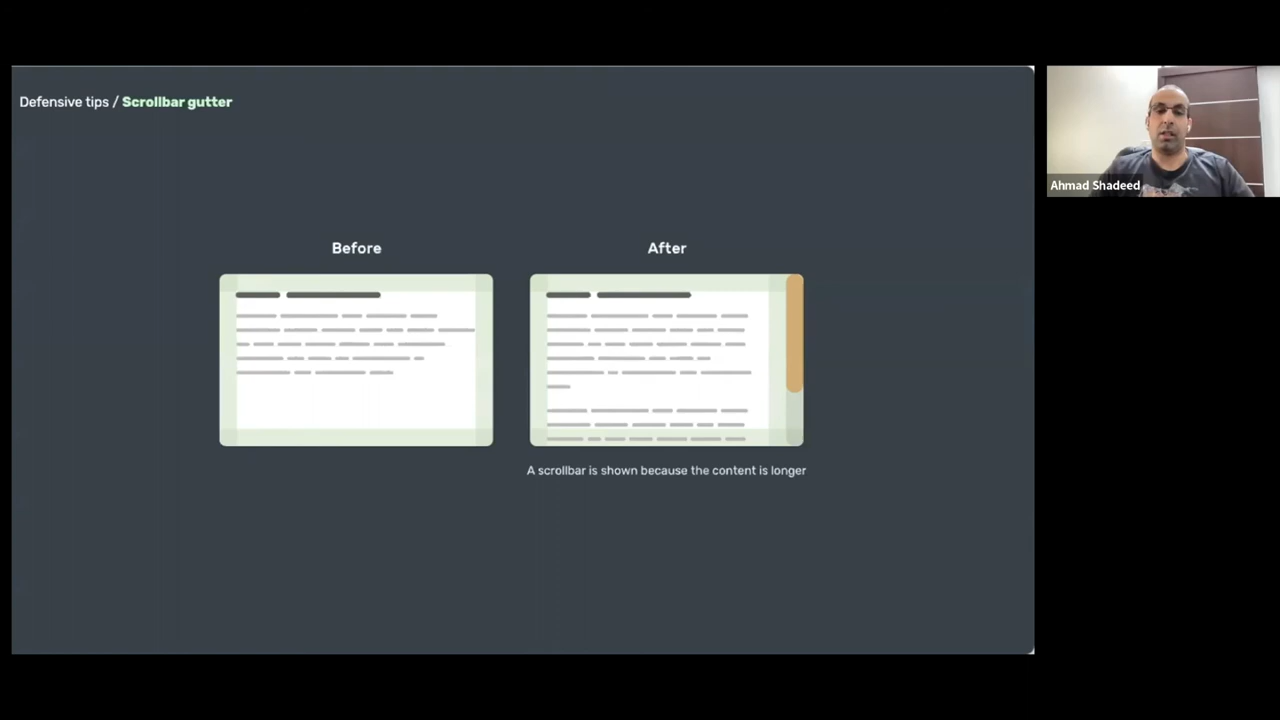 Defensive tips / Scrollbar gutter
Before
After
A scrollbar is shown because the content is longer
Ahmad Shadeed